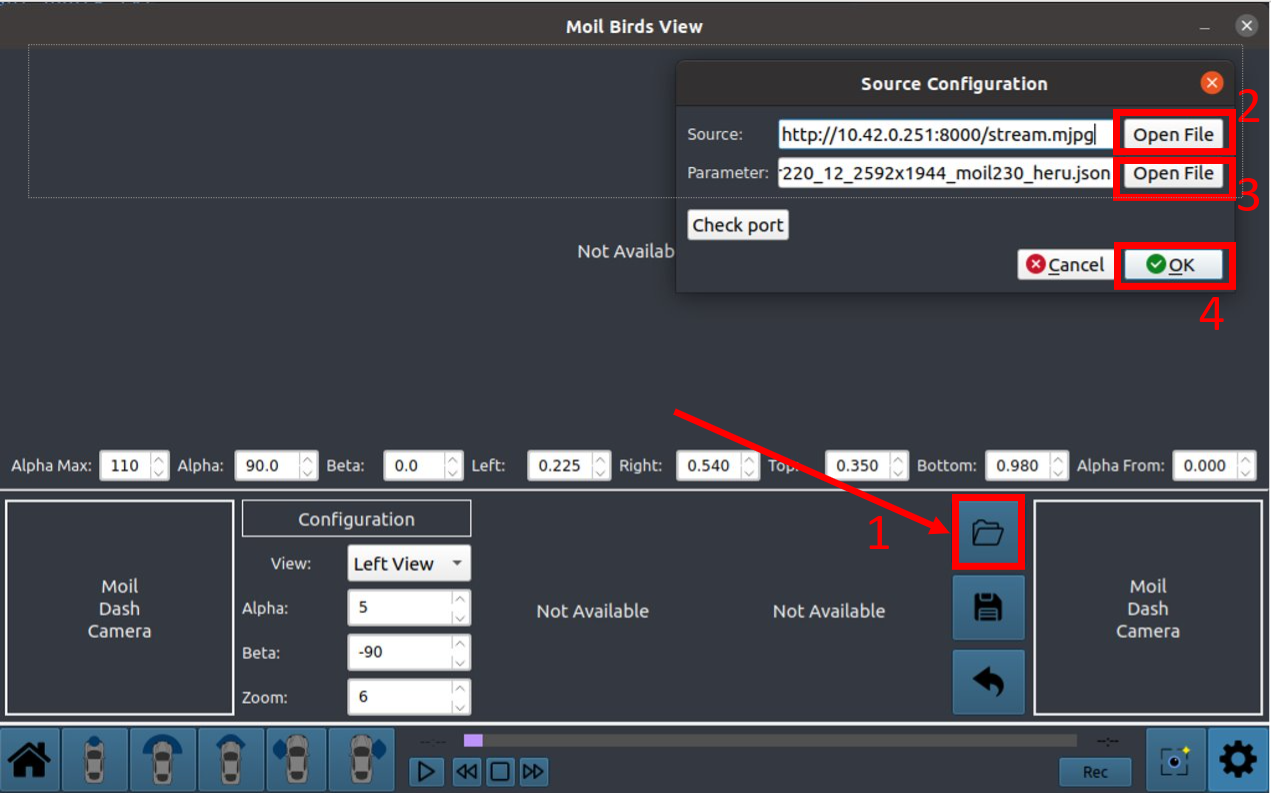 Moil Birds View
Source Configuration
2
Source: http://10.42.0.251:8000/stream.mjpg Open File
Parameter: 220_12_2592x1944_moil230_heru.json Open File
3
Check port
Not Availab
Cancel OK
4
Alpha Max: 110 Alpha: 90.0 Beta: 0.0 Left: 0.225 Right: 0.540 Top: 0.350 Bottom: 0.980 Alpha From: 0.000
1
Moil
Dash
Camera
Configuration
View: Left View
Alpha: 5
Beta: -90
Zoom: 6
Not Available
Not Available
Moil
Dash
Camera
--:--
--:--
Rec